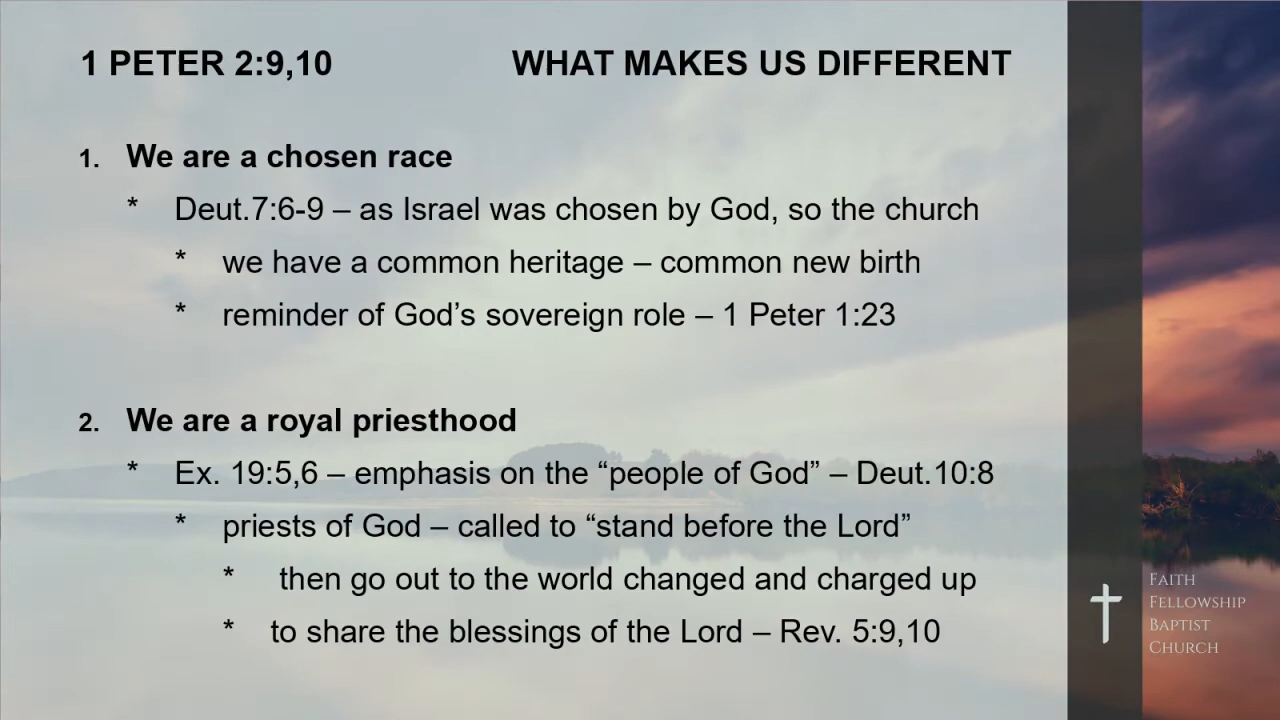 1 PETER 2:9,10 WHAT MAKES US DIFFERENT
1. We are a chosen race
* Deut.7:6-9 – as Israel was chosen by God, so the church
* we have a common heritage – common new birth
* reminder of God’s sovereign role – 1 Peter 1:23
2. We are a royal priesthood
* Ex. 19:5,6 – emphasis on the “people of God” – Deut.10:8
* priests of God – called to “stand before the Lord”
* then go out to the world changed and charged up
* to share the blessings of the Lord – Rev. 5:9,10
FAITH
FELLOWSHIP
BAPTIST
CHURCH